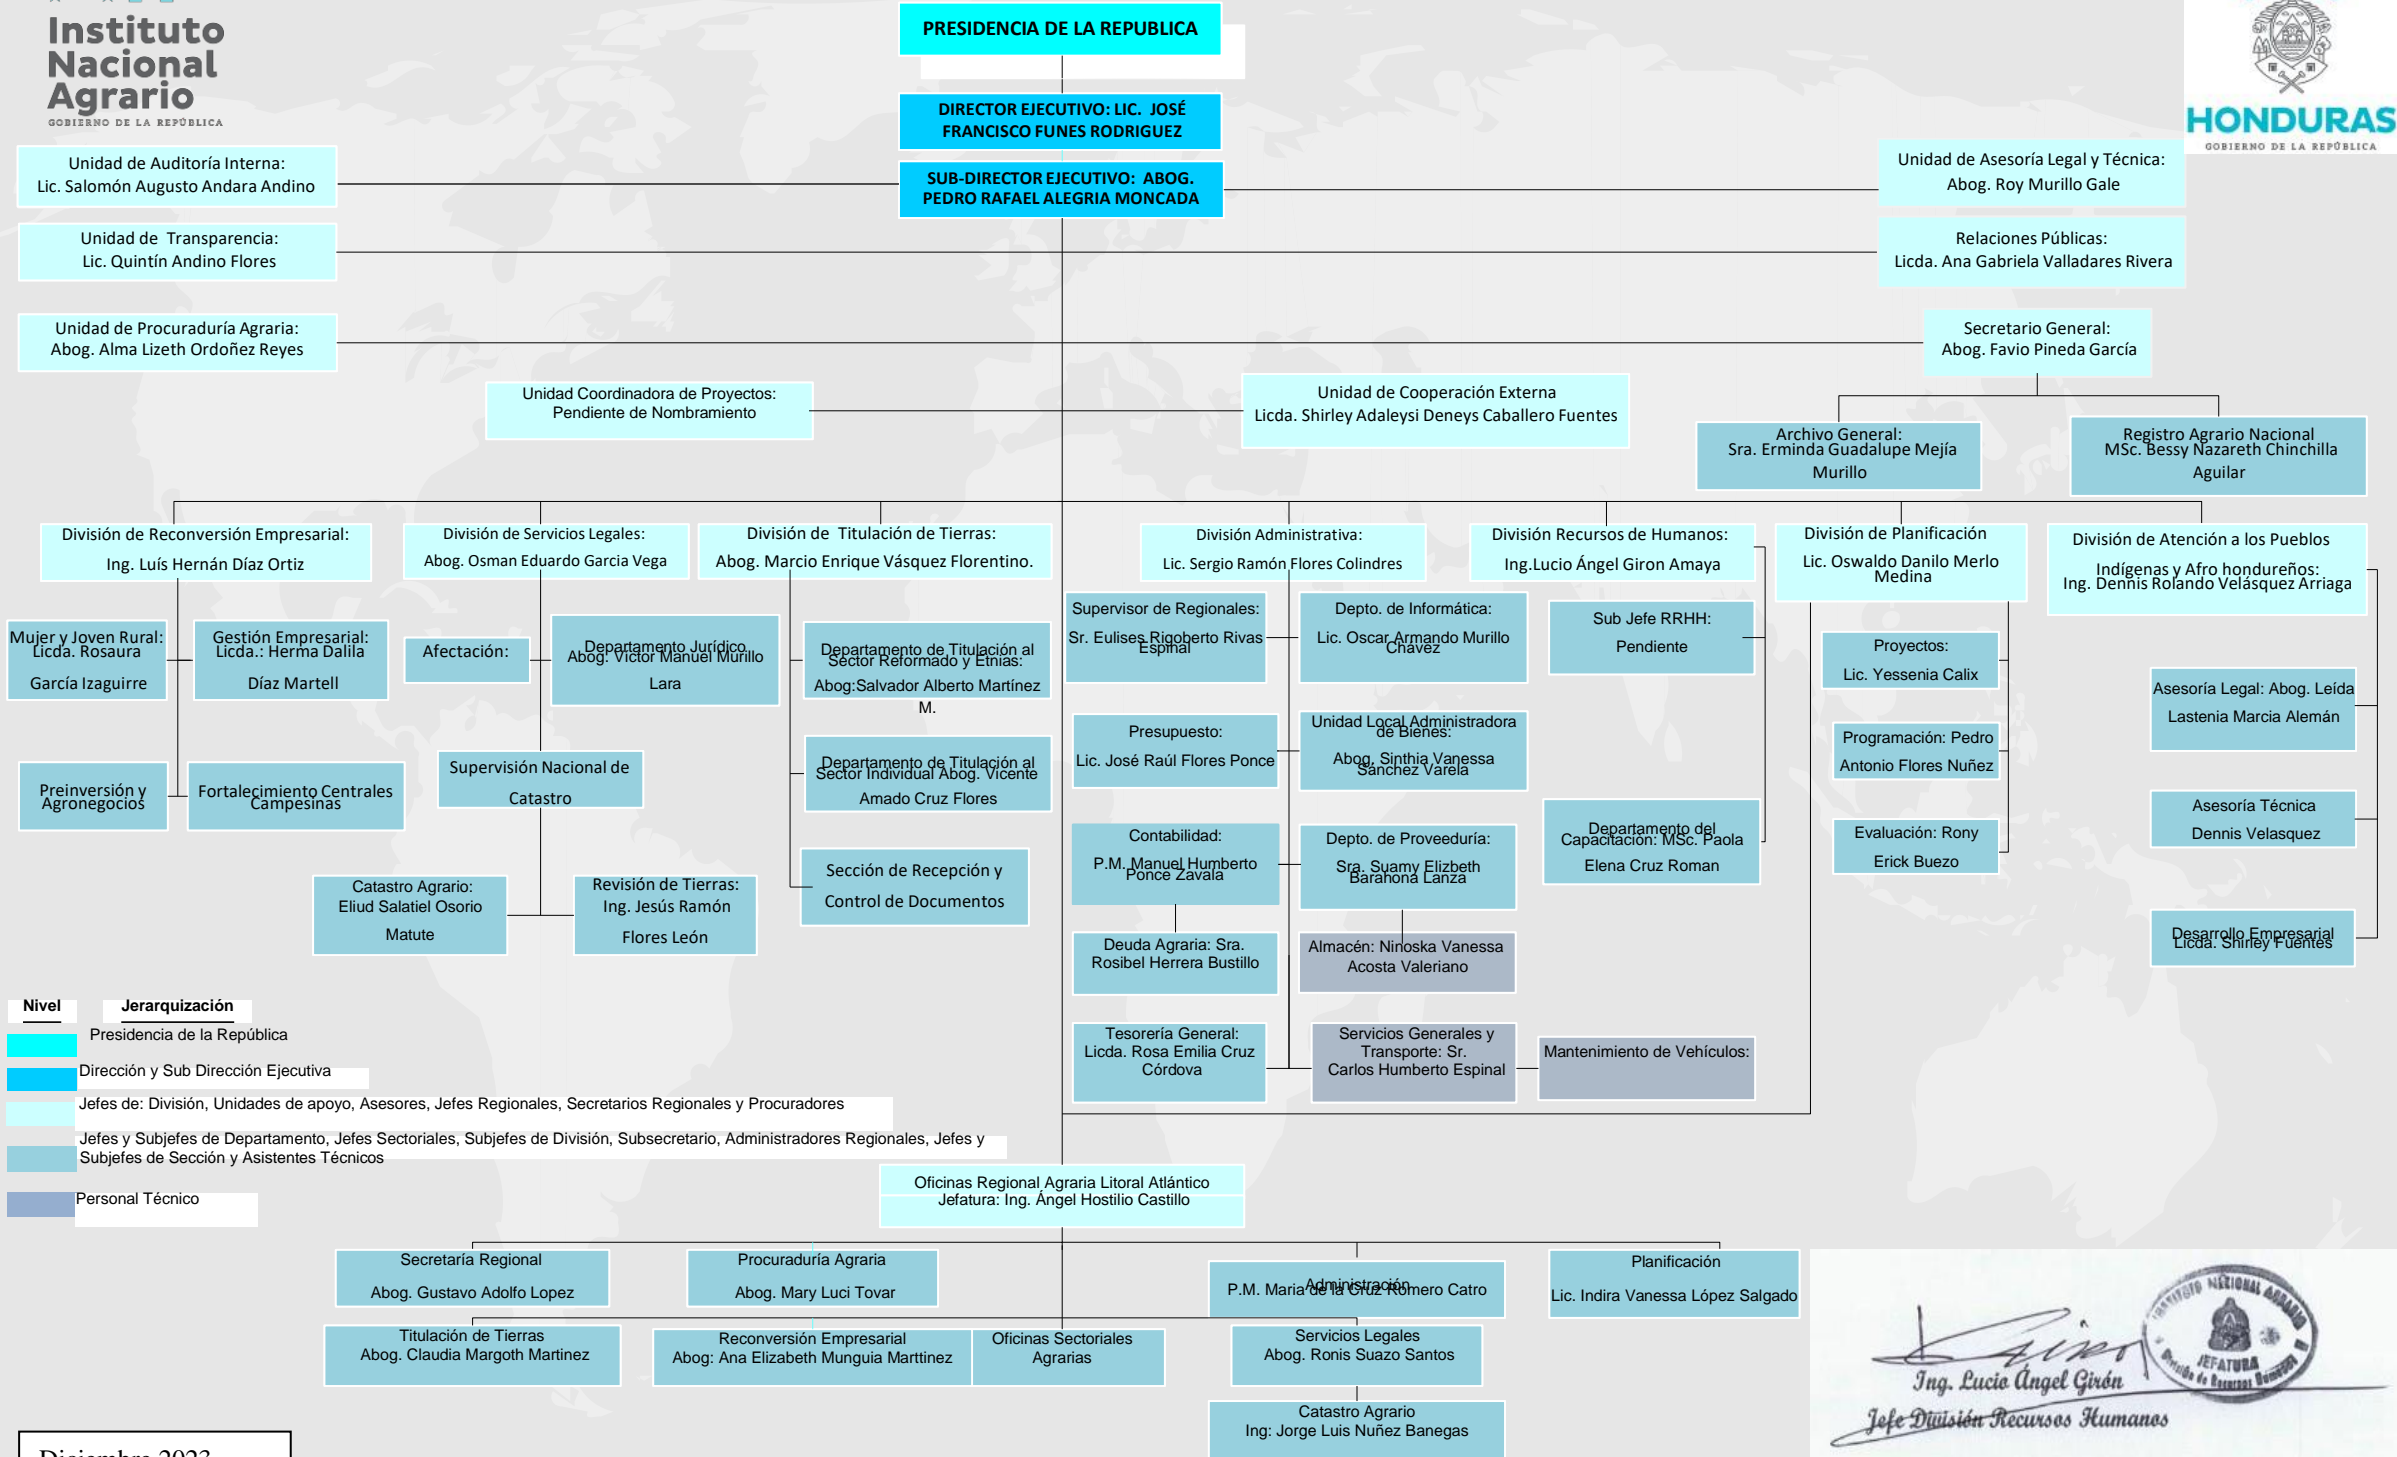 Instituto
Nacional
Agrario
GOBIERNO DE LA REPÚBLICA
PRESIDENCIA DE LA REPUBLICA
HONDURAS
GOBIERNO DE LA REPÚBLICA
DIRECTOR EJECUTIVO: LIC. JOSÉ
FRANCISCO FUNES RODRIGUEZ
SUB-DIRECTOR EJECUTIVO: ABOG.
PEDRO RAFAEL ALEGRIA MONCADA
Unidad de Auditoría Interna:
Lic. Salomón Augusto Andara Andino
Unidad de Asesoría Legal y Técnica:
Abog. Roy Murillo Gale
Unidad de Transparencia:
Lic. Quintín Andino Flores
Relaciones Públicas:
Licda. Ana Gabriela Valladares Rivera
Unidad de Procuraduría Agraria:
Abog. Alma Lizeth Ordoñez Reyes
Secretario General:
Abog. Favio Pineda García
Unidad Coordinadora de Proyectos:
Pendiente de Nombramiento
Unidad de Cooperación Externa
Licda. Shirley Adaleysi Deneys Caballero Fuentes
Archivo General:
Sra. Erminda Guadalupe Mejía
Murillo
Registro Agrario Nacional
MSc. Bessy Nazareth Chinchilla
Aguilar
División de Reconversión Empresarial:
Ing. Luís Hernán Díaz Ortiz
División de Servicios Legales:
Abog. Osman Eduardo Garcia Vega
División de Titulación de Tierras:
Abog. Marcio Enrique Vásquez Florentino.
División Administrativa:
Lic. Sergio Ramón Flores Colindres
División Recursos de Humanos:
Ing.Lucio Ángel Giron Amaya
División de Planificación
Lic. Oswaldo Danilo Merlo
Medina
División de Atención a los Pueblos
Indígenas y Afro hondureños:
Ing. Dennis Rolando Velásquez Arriaga
Mujer y Joven Rural:
Licda. Rosaura
García Izaguirre
Gestión Empresarial:
Licda.: Herma Dalila
Díaz Martell
Preinversión y
Agronegocios
Fortalecimiento Centrales
Campesinas
Afectación:
Departamento Jurídico
Abog: Víctor Manuel Murillo
Lara
Supervisión Nacional de
Catastro
Catastro Agrario:
Eliud Salatiel Osorio
Matute
Revisión de Tierras:
Ing. Jesús Ramón
Flores León
Departamento de Titulación al
Sector Reformado y Etnias:
Abog:Salvador Alberto Martínez
M.
Departamento de Titulación al
Sector Individual Abog. Vicente
Amado Cruz Flores
Sección de Recepción y
Control de Documentos
Supervisor de Regionales:
Sr. Eulises Rigoberto Rivas
Espinal
Depto. de Informática:
Lic. Oscar Armando Murillo
Chávez
Presupuesto:
Lic. José Raúl Flores Ponce
Unidad Local Administradora
de Bienes:
Abog. Sinthia Vanessa
Sánchez Varela
Contabilidad:
P.M. Manuel Humberto
Ponce Zavala
Depto. de Proveeduría:
Sra. Suamy Elizbeth
Barahona Lanza
Deuda Agraria: Sra.
Rosibel Herrera Bustillo
Almacén: Ninoska Vanessa
Acosta Valeriano
Tesorería General:
Licda. Rosa Emilia Cruz
Córdova
Servicios Generales y
Transporte: Sr.
Carlos Humberto Espinal
Mantenimiento de Vehículos:
Sub Jefe RRHH:
Pendiente
Departamento del
Capacitación: MSc. Paola
Elena Cruz Roman
Proyectos:
Lic. Yessenia Calix
Programación: Pedro
Antonio Flores Nuñez
Evaluación: Rony
Erick Buezo
Asesoría Legal: Abog. Leída
Lastenia Marcia Alemán
Asesoría Técnica
Dennis Velasquez
Desarrollo Empresarial
Licda. Shirley Fuentes
Nivel Jerarquización
Presidencia de la República
Dirección y Sub Dirección Ejecutiva
Jefes de: División, Unidades de apoyo, Asesores, Jefes Regionales, Secretarios Regionales y Procuradores
Jefes y Subjefes de Departamento, Jefes Sectoriales, Subjefes de División, Subsecretario, Administradores Regionales, Jefes y
Subjefes de Sección y Asistentes Técnicos
Personal Técnico
Oficinas Regional Agraria Litoral Atlántico
Jefatura: Ing. Ángel Hostilio Castillo
Secretaría Regional
Abog. Gustavo Adolfo Lopez
Procuraduría Agraria
Abog. Mary Luci Tovar
Administración
P.M. Maria de la Cruz Romero Catro
Planificación
Lic. Indira Vanessa López Salgado
Titulación de Tierras
Abog. Claudia Margoth Martinez
Reconversión Empresarial
Abog: Ana Elizabeth Munguia Marttinez
Oficinas Sectoriales
Agrarias
Servicios Legales
Abog. Ronis Suazo Santos
Catastro Agrario
Ing: Jorge Luis Nuñez Banegas
INSTITUTO NACIONAL AGRARIO
JEFATURA
División de Recursos Humanos
Ing. Lucio Ángel Girón
Jefe División Recursos Humanos
Diciembre 2023